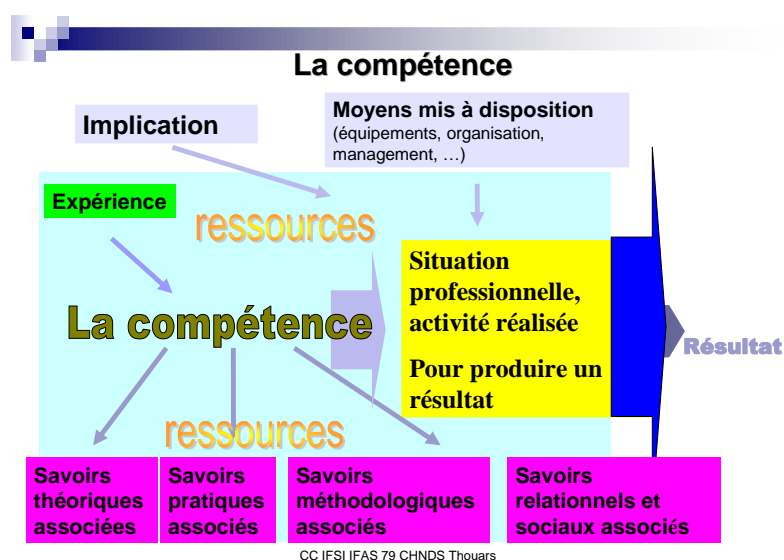 La compétence
Implication
Moyens mis à disposition
(équipements, organisation,
management, …)
Expérience
ressources
Situation
professionnelle,
activité réalisée
La compétence
Pour produire un
résultat
Résultat
ressources
Savoirs
théoriques
associées
Savoirs
pratiques
associés
Savoirs
méthodologiques
associés
Savoirs
relationnels et
sociaux associés
CC IFSI IFAS 79 CHNDS Thouars